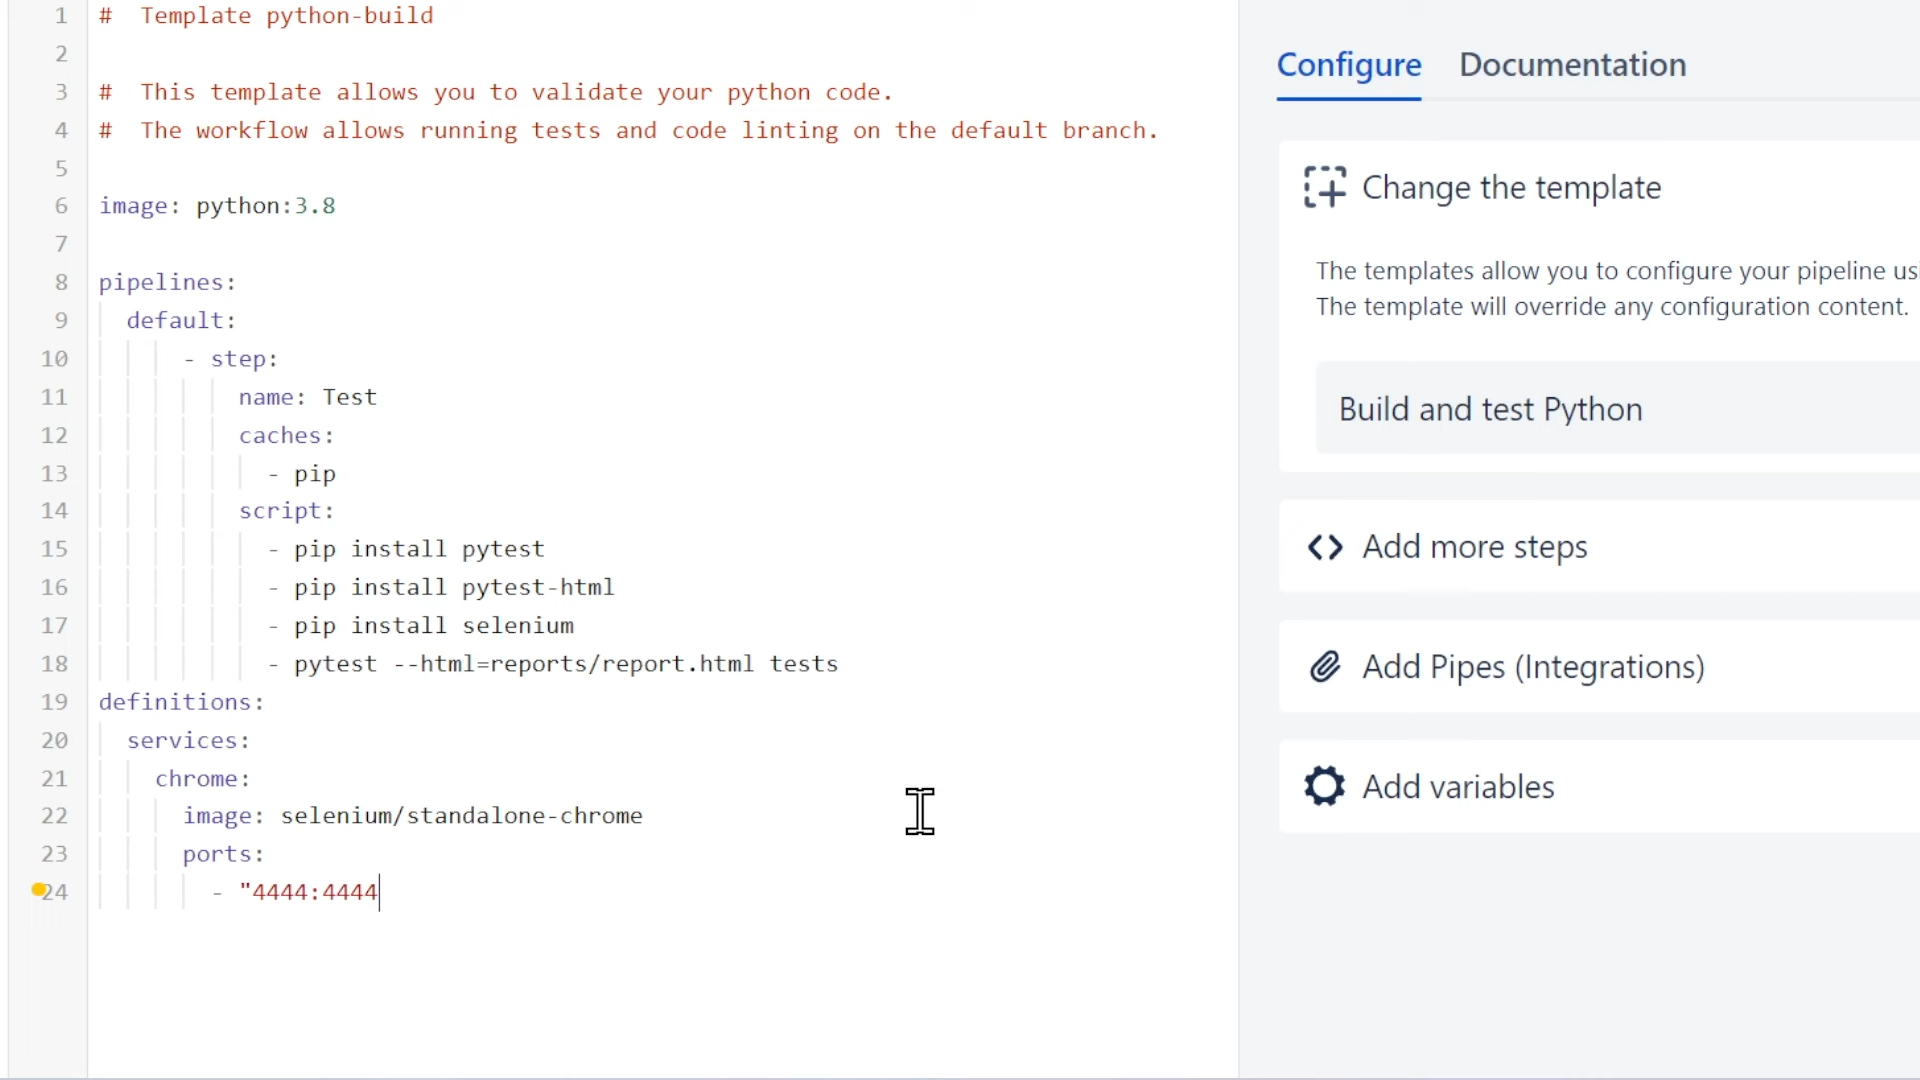 1 # Template python-build
2
3 # This template allows you to validate your python code.
4 # The workflow allows running tests and code linting on the default branch.
5
6 image: python:3.8
7
8 pipelines:
9 default:
10 - step:
11 name: Test
12 caches:
13 - pip
14 script:
15 - pip install pytest
16 - pip install pytest-html
17 - pip install selenium
18 - pytest --html=reports/report.html tests
19 definitions:
20 services:
21 chrome:
22 image: selenium/standalone-chrome
23 ports:
24 - "4444:4444
Configure Documentation
Change the template
The templates allow you to configure your pipeline usi
The template will override any configuration content.
Build and test Python
Add more steps
Add Pipes (Integrations)
Add variables